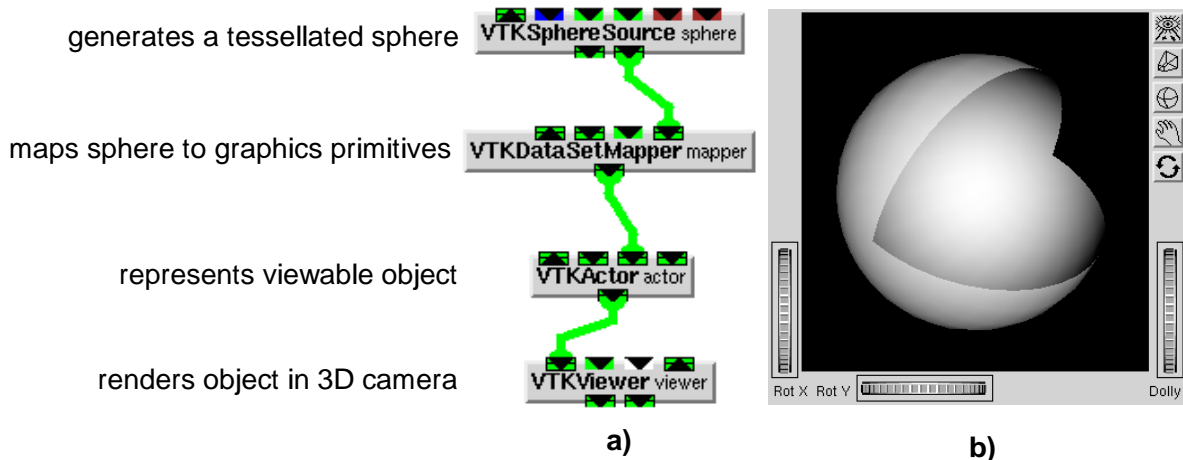 generates a tessellated sphere
VTKSphereSource sphere
maps sphere to graphics primitives
VTKDataSetMapper mapper
represents viewable object
VTKActor actor
renders object in 3D camera
VTKViewer viewer
a)
Rot X Rot Y
Dolly
b)